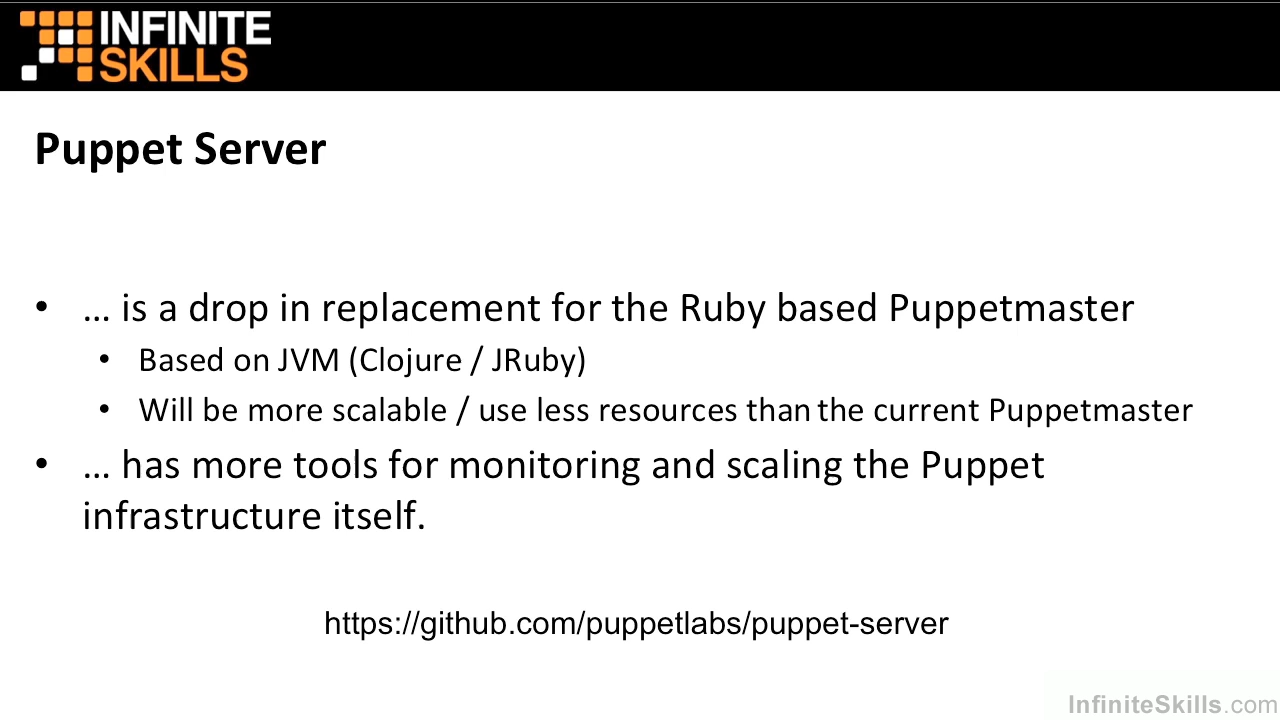 INFINITE
SKILLS
Puppet Server
• … is a drop in replacement for the Ruby based Puppetmaster
• Based on JVM (Clojure / JRuby)
• Will be more scalable / use less resources than the current Puppetmaster
• … has more tools for monitoring and scaling the Puppet
infrastructure itself.
https://github.com/puppetlabs/puppet-server
InfiniteSkills.com